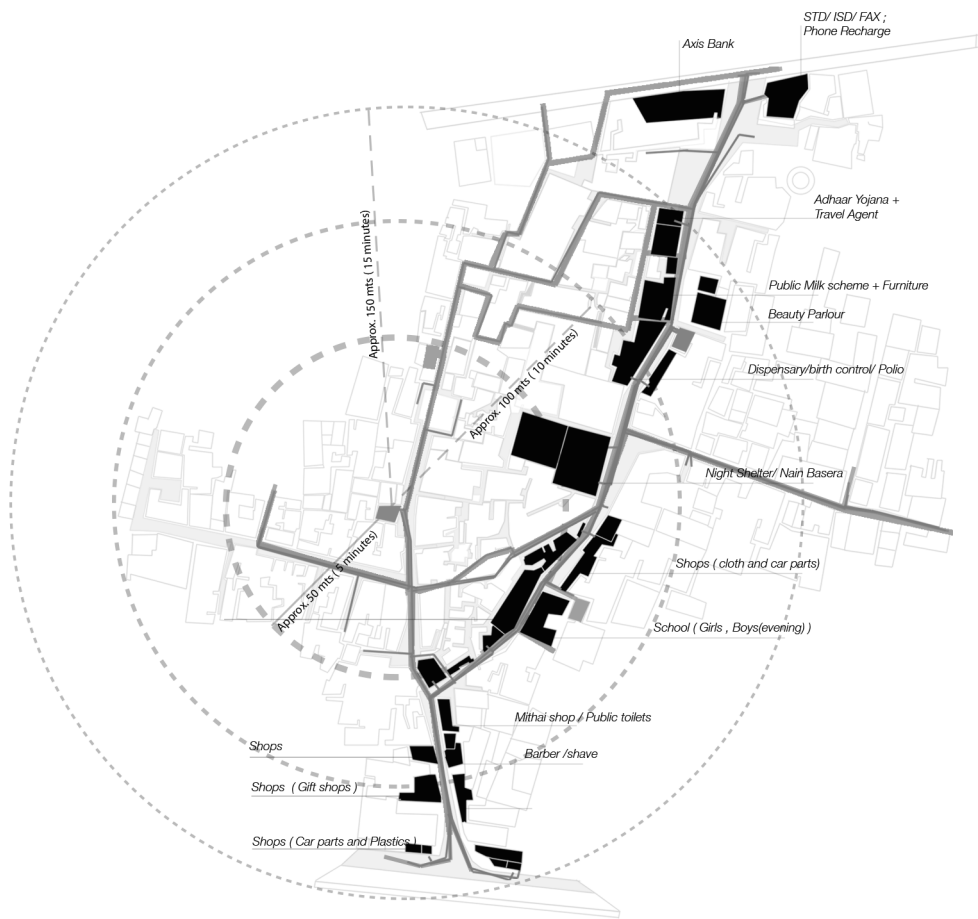 STD/ ISD/ FAX ;
Phone Recharge
Axis Bank
Adhaar Yojana +
Travel Agent
Approx. 150 mts ( 15 minutes)
Public Milk scheme + Furniture
Beauty Parlour
Approx. 100 mts ( 10 minutes)
Dispensary/birth control/ Polio
Night Shelter/ Nain Basera
Approx. 50 mts ( 5 minutes)
Shops ( cloth and car parts)
School ( Girls , Boys(evening) )
Mithai shop / Public toilets
Shops
Barber /shave
Shops ( Gift shops )
Shops ( Car parts and Plastics )